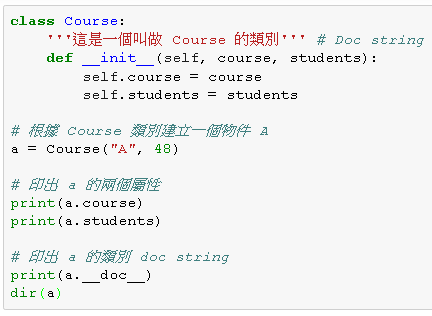 class Course:
    '''這是一個叫做 Course 的類別''' # Doc string
    def __init__(self, course, students):
        self.course = course
        self.students = students

# 根據 Course 類別建立一個物件 A
a = Course("A", 48)

# 印出 a 的兩個屬性
print(a.course)
print(a.students)

# 印出 a 的類別 doc string
print(a.__doc__)
dir(a)